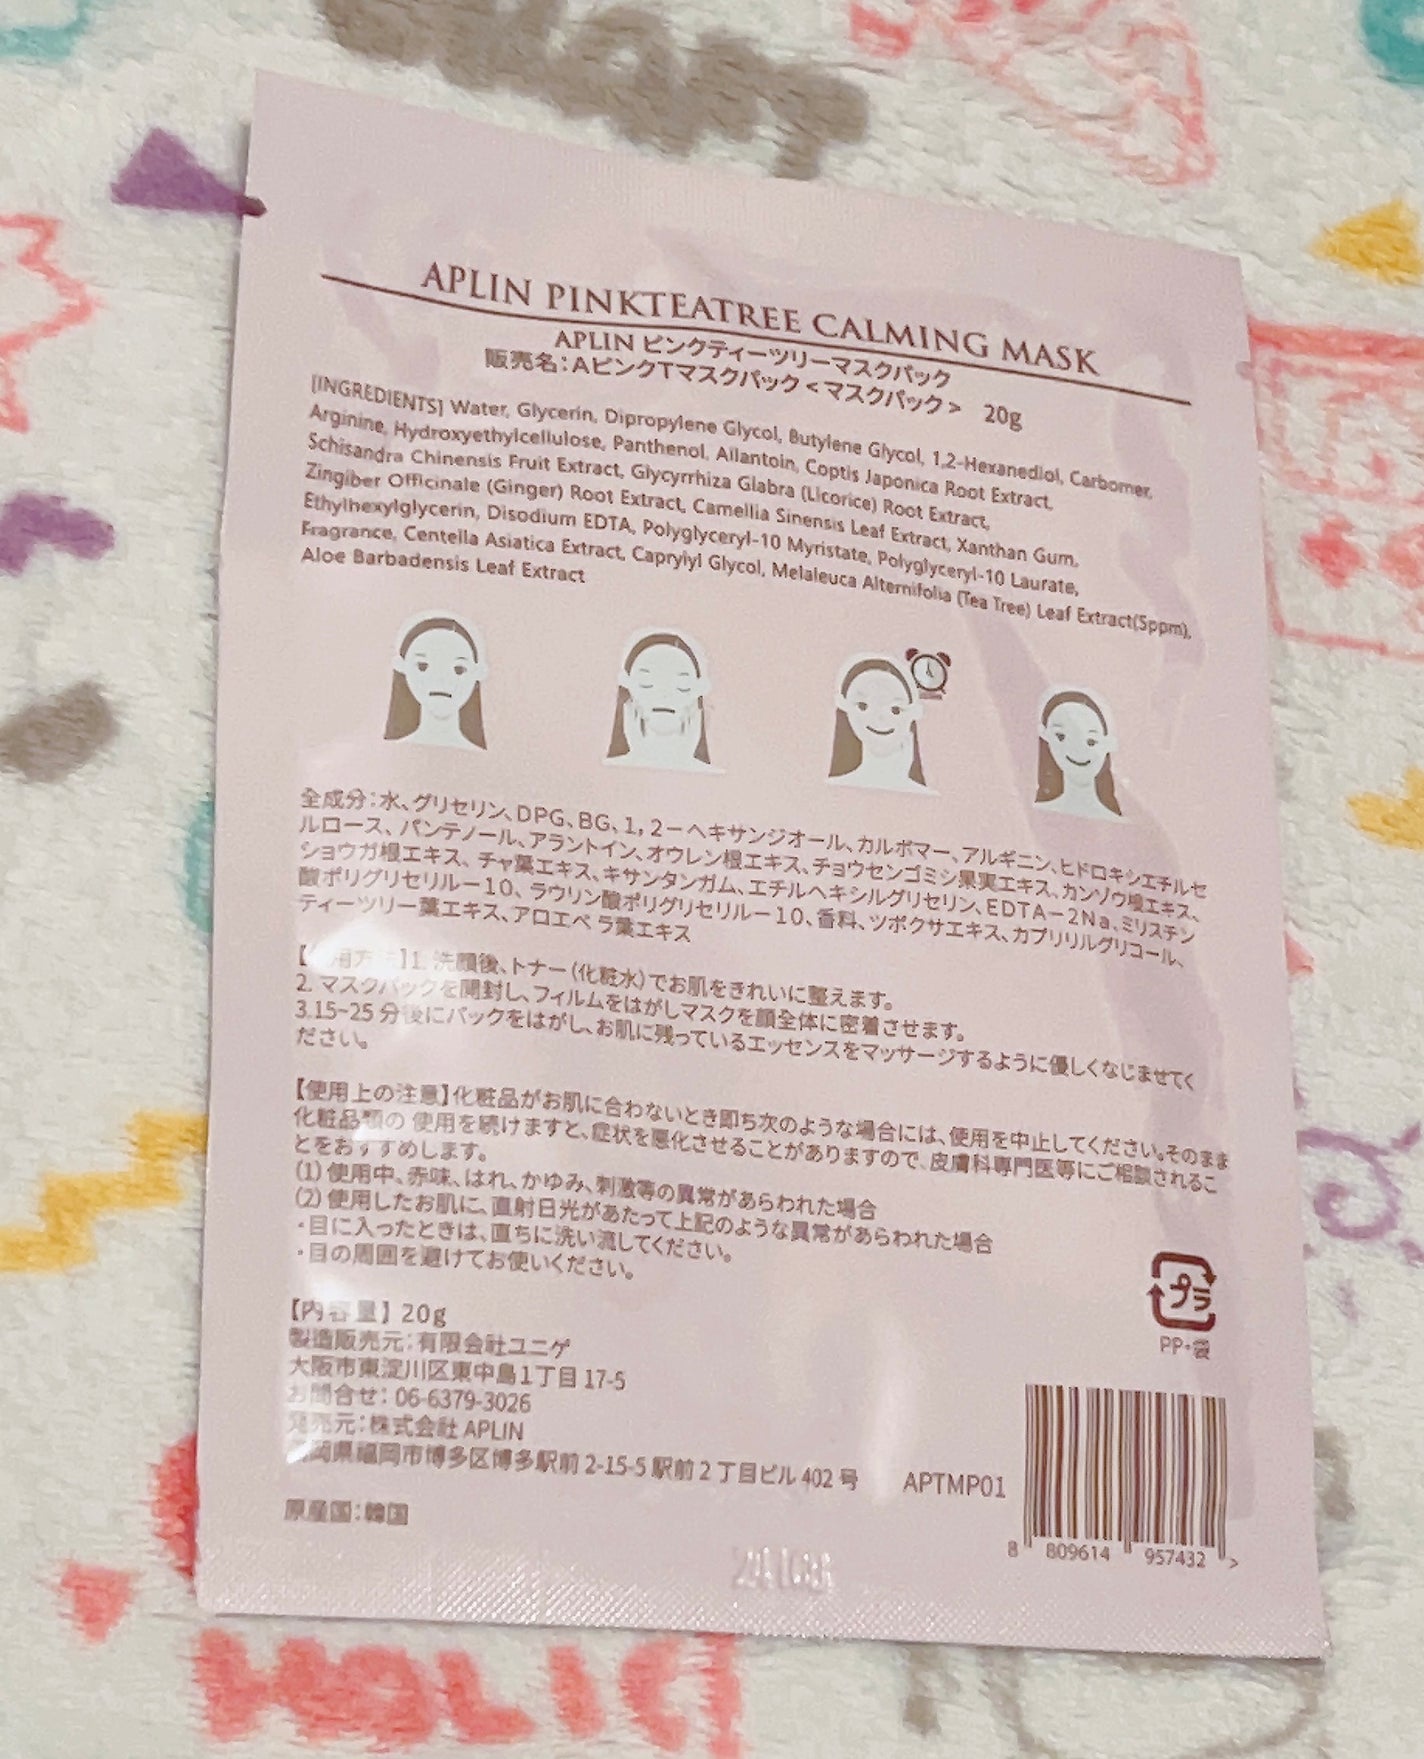 APLIN PINKTEATREE CALMING MASK
APLIN ピンクティーツリーマスクパック
販売名:AピンクTマスクパック<マスクパック> 20g
[INGREDIENTS] Water, Glycerin, Dipropylene Glycol, Butylene Glycol, 1,2-Hexanediol, Carbomer,
Arginine, Hydroxyethylcellulose, Panthenol, Allantoin, Coptis Japonica Root Extract,
Schisandra Chinensis Fruit Extract, Glycyrrhiza Glabra (Licorice) Root Extract,
Zingiber Officinale (Ginger) Root Extract, Camellia Sinensis Leaf Extract, Xanthan Gum,
Ethylhexylglycerin, Disodium EDTA, Polyglyceryl-10 Myristate, Polyglyceryl-10 Laurate,
Fragrance, Centella Asiatica Extract, Caprylyl Glycol, Melaleuca Alternifolia (Tea Tree) Leaf Extract(5ppm),
Aloe Barbadensis Leaf Extract
全成分:水、グリセリン、DPG、BG、1, 2ーヘキサンジオール、カルボマー、アルギニン、ヒドロキシエチルセ
ルロース、パンテノール、アラントイン、オウレン根エキス、チョウセンゴミシ果実エキス、カンゾウ根エキス、
ショウガ根エキス、チャ葉エキス、キサンタンガム、エチルヘキシルグリセリン、EDTAー2Na、ミリスチン
酸ポリグリセリルー10、ラウリン酸ポリグリセリルー10、香料、ツボクサエキス、カプリリルグリコール、
ティーツリー葉エキス、アロエベラ葉エキス
【 用方 】1. 洗顔後、トナー(化粧水)でお肌をきれいに整えます。
2. マスクパックを開封し、フィルムをはがしマスクを顔全体に密着させます。
3.15~25 分後にパックをはがし、お肌に残っているエッセンスをマッサージするように優しくなじませてく
ださい。
【使用上の注意】化粧品がお肌に合わないとき即ち次のような場合には、使用を中止してください。そのまま
化粧品類の 使用を続けますと、症状を悪化させることがありますので、皮膚科専門医等にご相談されるこ
とをおすすめします。
(1) 使用中、赤味、はれ、かゆみ、刺激等の異常があらわれた場合
(2) 使用したお肌に、直射日光があたって上記のような異常があらわれた場合
・目に入ったときは、直ちに洗い流してください。
・目の周囲を避けてお使いください。
【内容量】20g
製造販売元:有限会社ユニゲ
大阪市東淀川区東中島1丁目 17-5
お問合せ: 06-6379-3026
発売元:株式会社 APLIN
岡県福岡市博多区博多駅前 2-15-5 駅前 2 丁目ビル 402 号
APTMP01
原産国:韓国
プラ
PP・袋
8 809614 957432 >
HOLIC